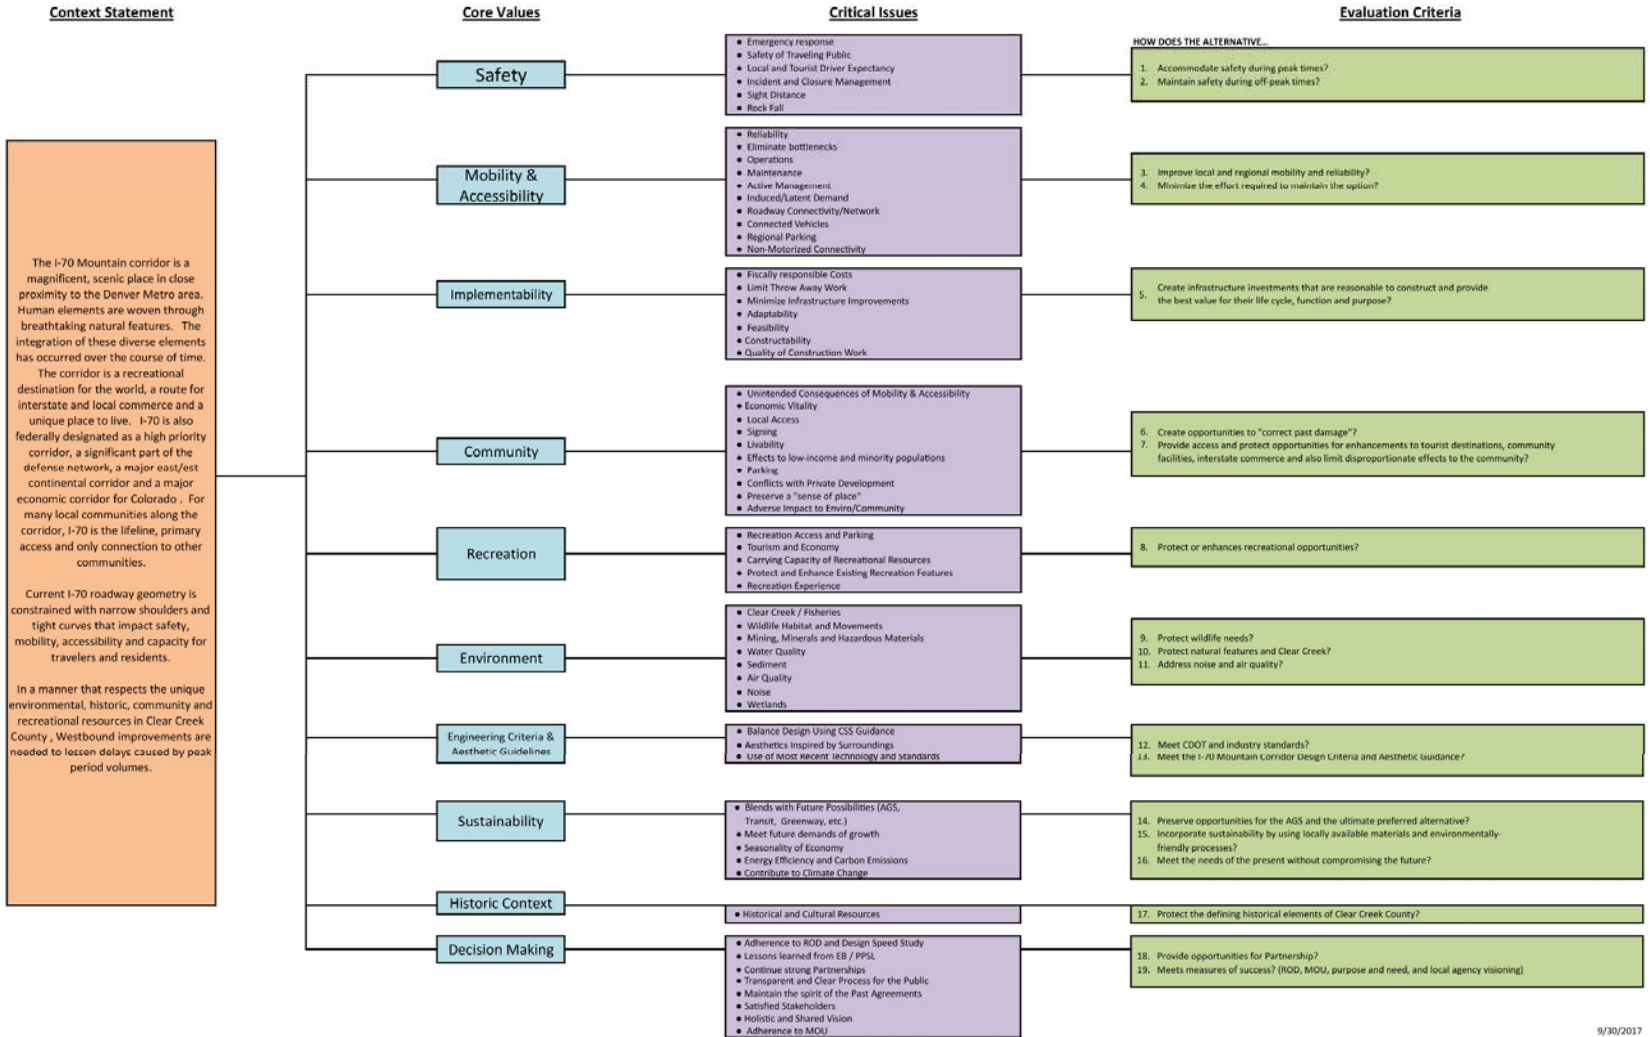 Context Statement
Core Values
Critical Issues
Evaluation Criteria
The I-70 Mountain corridor is a
magnificent, scenic place in close
proximity to the Denver Metro area.
Human elements are woven through
breathtaking natural features. The
integration of these diverse elements
has occurred over the course of time.
The corridor is a recreational
destination for the world, a route for
interstate and local commerce and a
unique place to live. I-70 is also
federally designated as a high priority
corridor, a significant part of the
defense network, a major east/est
continental corridor and a major
economic corridor for Colorado . For
many local communities along the
corridor, I-70 is the lifeline, primary
access and only connection to other
communities.
Current I-70 roadway geometry is
constrained with narrow shoulders and
tight curves that impact safety,
mobility, accessibility and capacity for
travelers and residents.
In a manner that respects the unique
environmental, historic, community and
recreational resources in Clear Creek
County , Westbound improvements are
needed to lessen delays caused by peak
period volumes.
Safety
• Emergency response
• Safety of Traveling Public
• Local and Tourist Driver Expectancy
• Incident and Closure Management
• Sight Distance
• Rock Fall
HOW DOES THE ALTERNATIVE...
1. Accommodate safety during peak times?
2. Maintain safety during off-peak times?
Mobility &
Accessibility
• Reliability
• Eliminate bottlenecks
• Operations
• Maintenance
• Active Management
• Induced/Latent Demand
• Roadway Connectivity/Network
• Connected Vehicles
• Regional Parking
• Non-Motorized Connectivity
3. Improve local and regional mobility and reliability?
4. Minimize the effort required to maintain the option?
Implementability
• Fiscally responsible Costs
• Limit Throw Away Work
• Minimize Infrastructure Improvements
• Adaptability
• Feasibility
• Constructability
• Quality of Construction Work
5. Create infrastructure investments that are reasonable to construct and provide
the best value for their life cycle, function and purpose?
Community
• Unintended Consequences of Mobility & Accessibility
• Economic Vitality
• Local Access
• Signing
• Livability
• Effects to low-income and minority populations
• Parking
• Conflicts with Private Development
• Preserve a "sense of place"
• Adverse Impact to Enviro/Community
6. Create opportunities to "correct past damage"?
7. Provide access and protect opportunities for enhancements to tourist destinations, community
facilities, interstate commerce and also limit disproportionate effects to the community?
Recreation
• Recreation Access and Parking
• Tourism and Economy
• Carrying Capacity of Recreational Resources
• Protect and Enhance Existing Recreation Features
• Recreation Experience
8. Protect or enhances recreational opportunities?
Environment
• Clear Creek / Fisheries
• Wildlife Habitat and Movements
• Mining, Minerals and Hazardous Materials
• Water Quality
• Sediment
• Air Quality
• Noise
• Wetlands
9. Protect wildlife needs?
10. Protect natural features and Clear Creek?
11. Address noise and air quality?
Engineering Criteria &
Aesthetic Guidelines
• Balance Design Using CSS Guidance
• Aesthetics Inspired by Surroundings
• Use of Most Recent Technology and Standards
12. Meet CDOT and industry standards?
13. Meet the I-70 Mountain Corridor Design Criteria and Aesthetic Guidance?
Sustainability
• Blends with Future Possibilities (AGS,
Transit, Greenway, etc.)
• Meet future demands of growth
• Seasonality of Economy
• Energy Efficiency and Carbon Emissions
• Contribute to Climate Change
14. Preserve opportunities for the AGS and the ultimate preferred alternative?
15. Incorporate sustainability by using locally available materials and environmentally-
friendly processes?
16. Meet the needs of the present without compromising the future?
Historic Context
• Historical and Cultural Resources
17. Protect the defining historical elements of Clear Creek County?
Decision Making
• Adherence to ROD and Design Speed Study
• Lessons learned from EB / PPSL
• Continue strong Partnerships
• Transparent and Clear Process for the Public
• Maintain the spirit of the Past Agreements
• Satisfied Stakeholders
• Holistic and Shared Vision
• Adherence to MOU
18. Provide opportunities for Partnership?
19. Meets measures of success? (ROD, MOU, purpose and need, and local agency visioning)
9/30/2017